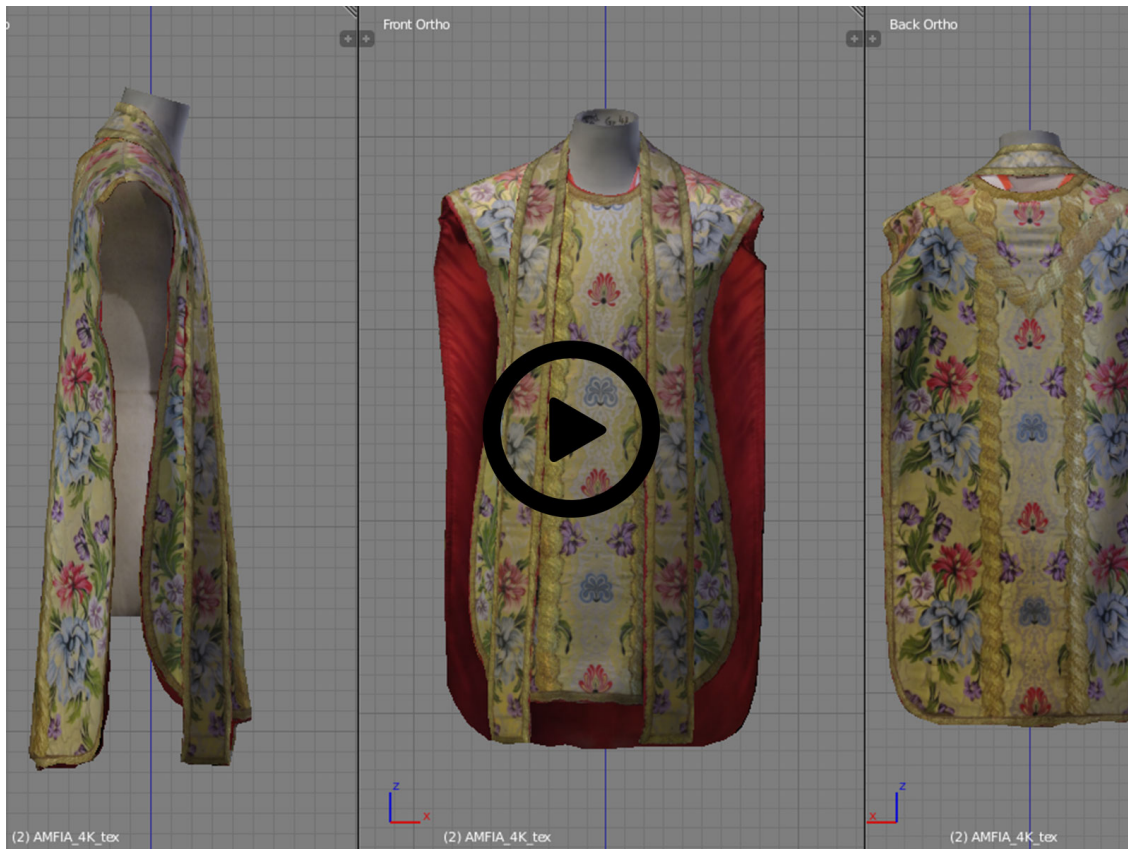 Front Ortho
Back Ortho
z
x
z
x
(2) AMFIA_4K_tex
(2) AMFIA_4K_tex
(2) AMFIA_4K_tex